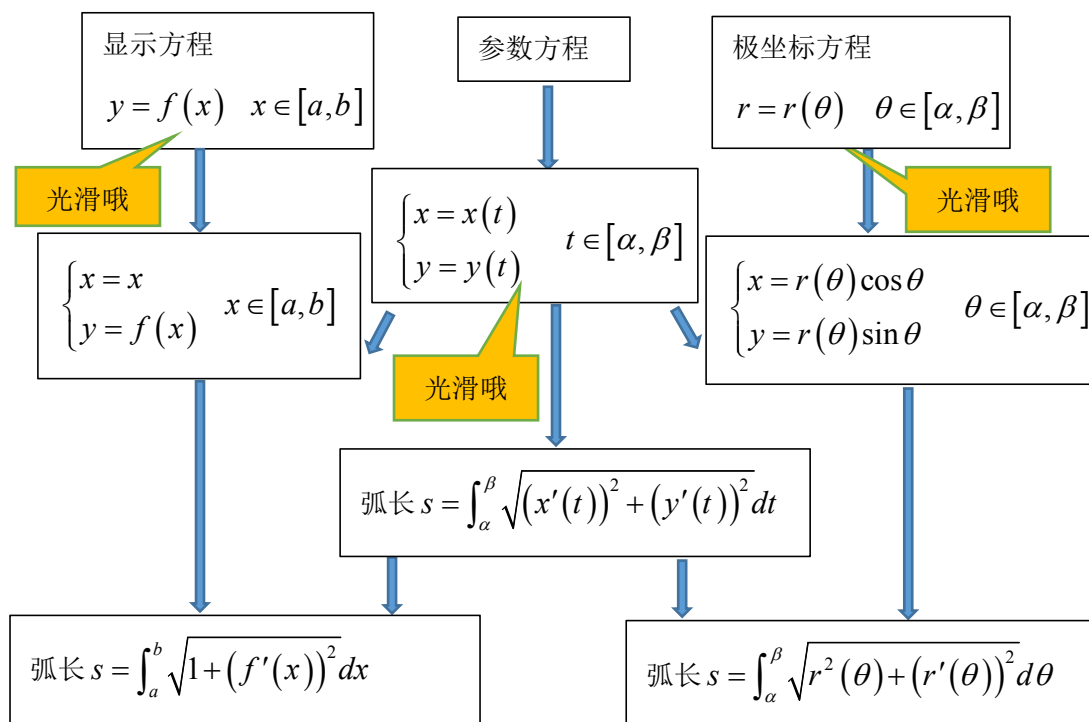 显示方程
y = f(x) x∈[a,b]
参数方程
极坐标方程
r = r(θ) θ∈[α,β]
光滑哦
光滑哦
{x = x
y = f(x) x∈[a,b]
{x = x(t)
y = y(t) t∈[α,β]
光滑哦
{x = r(θ)cosθ
y = r(θ)sinθ θ∈[α,β]
弧长 s = ∫_α^β √((x′(t))² + (y′(t))²) dt
弧长 s = ∫_a^b √(1 + (f′(x))²) dx
弧长 s = ∫_α^β √(r²(θ) + (r′(θ))²) dθ